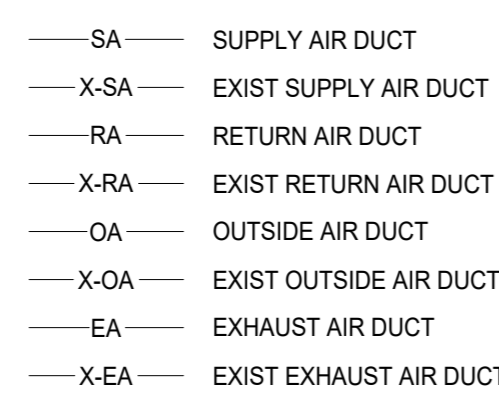 SA SUPPLY AIR DUCT
X-SA EXIST SUPPLY AIR DUCT
RA RETURN AIR DUCT
X-RA EXIST RETURN AIR DUCT
OA OUTSIDE AIR DUCT
X-OA EXIST OUTSIDE AIR DUCT
EA EXHAUST AIR DUCT
X-EA EXIST EXHAUST AIR DUCT